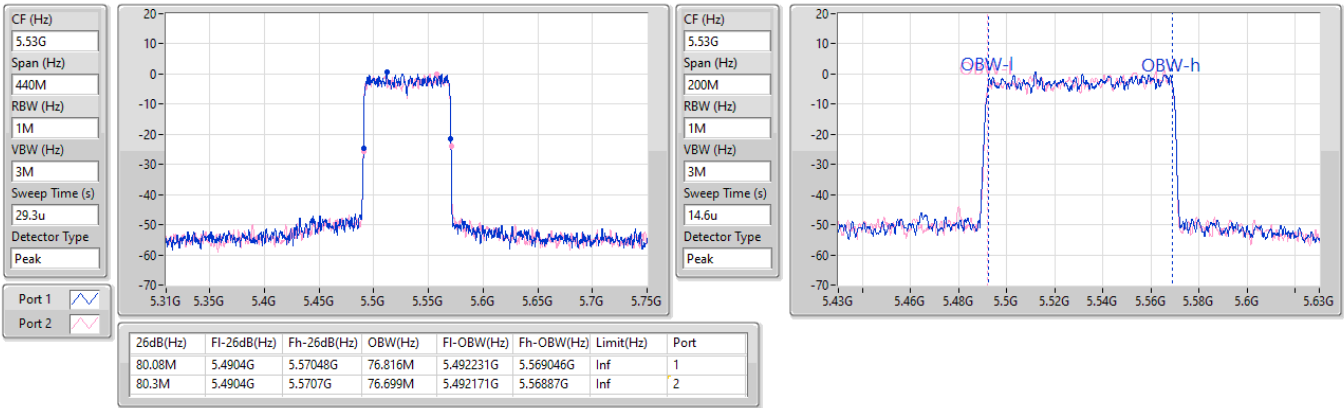 CF (Hz)
5.53G
Span (Hz)
440M
RBW (Hz)
1M
VBW (Hz)
3M
Sweep Time (s)
29.3u
Detector Type
Peak
Port 1
Port 2
20
10
0
-10
-20
-30
-40
-50
-60
-70
5.31G 5.35G 5.4G 5.45G 5.5G 5.55G 5.6G 5.65G 5.7G 5.75G
CF (Hz)
5.53G
Span (Hz)
200M
RBW (Hz)
1M
VBW (Hz)
3M
Sweep Time (s)
14.6u
Detector Type
Peak
20
10
0
-10
-20
-30
-40
-50
-60
-70
OBW-l OBW-h
5.43G 5.46G 5.48G 5.5G 5.52G 5.54G 5.56G 5.58G 5.6G 5.63G
26dB(Hz) Fl-26dB(Hz) Fh-26dB(Hz) OBW(Hz) Fl-OBW(Hz) Fh-OBW(Hz) Limit(Hz) Port
80.08M 5.4904G 5.57048G 76.816M 5.492231G 5.569046G Inf 1
80.3M 5.4904G 5.5707G 76.699M 5.492171G 5.56887G Inf 2